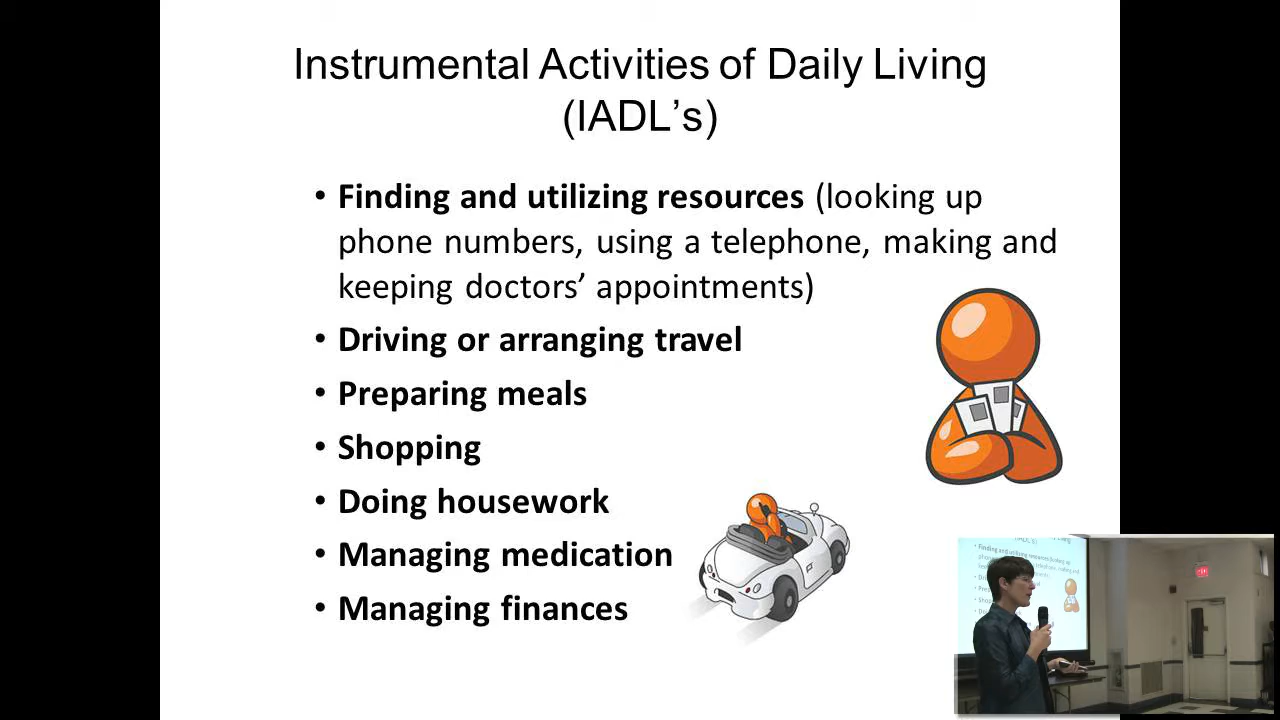 Instrumental Activities of Daily Living
(IADL's)
• Finding and utilizing resources (looking up
phone numbers, using a telephone, making and
keeping doctors' appointments)
• Driving or arranging travel
• Preparing meals
• Shopping
• Doing housework
• Managing medication
• Managing finances